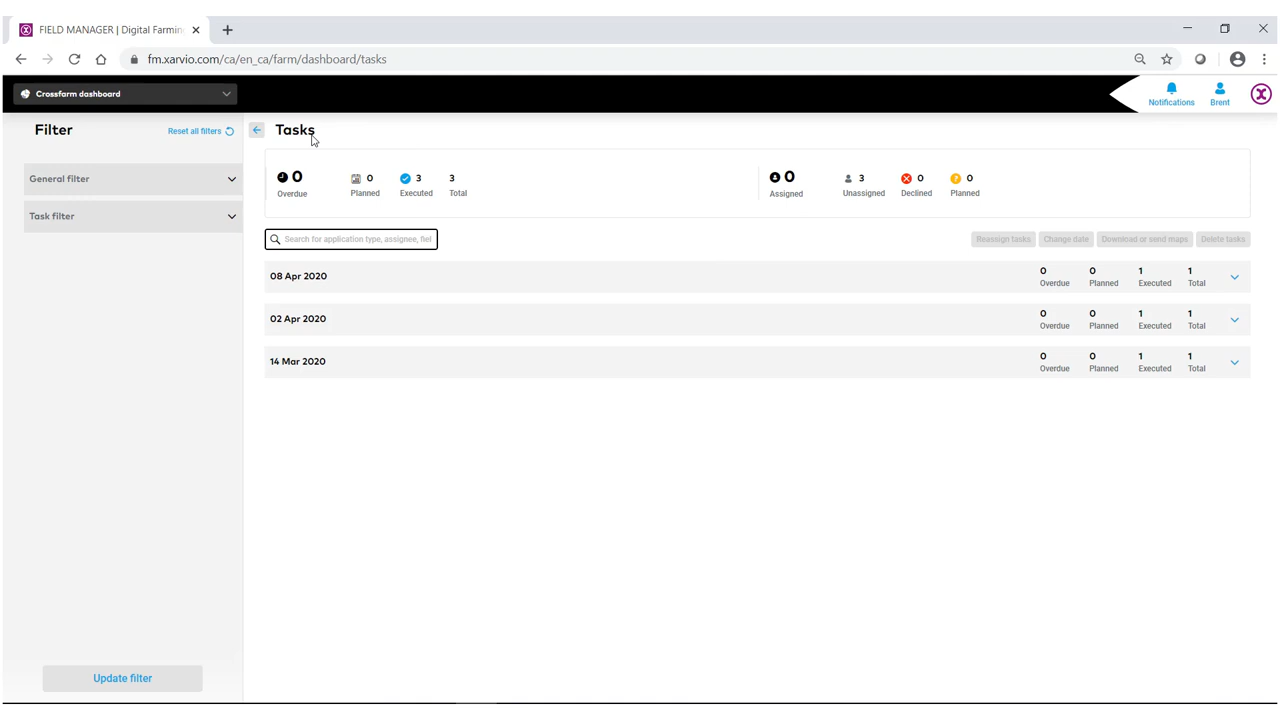 FIELD MANAGER | Digital Farmin
fm.xarvio.com/ca/en_ca/farm/dashboard/tasks
Crossfarm dashboard
Notifications
Brent
Filter
Reset all filters
General filter
Task filter
Update filter
Tasks
0 0 3 3
Overdue Planned Executed Total
0 3 0 0
Assigned Unassigned Declined Planned
Search for application type, assignee, fiel
Reassign tasks Change date Download or send maps Delete tasks
08 Apr 2020
0 0 1 1
Overdue Planned Executed Total
02 Apr 2020
0 0 1 1
Overdue Planned Executed Total
14 Mar 2020
0 0 1 1
Overdue Planned Executed Total